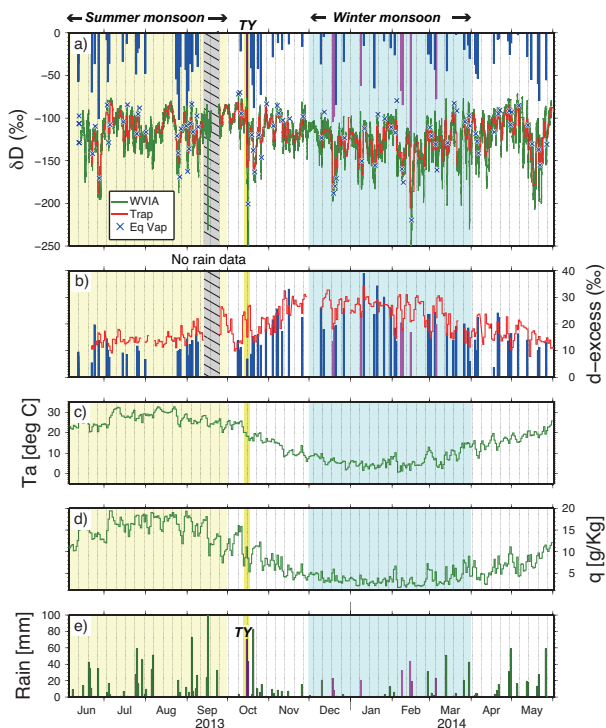 Summer monsoon
TY
Winter monsoon
a)
0
−50
−100
−150
−200
−250
δD (‰)
WVIA
Trap
Eq Vap
No rain data
b)
40
30
20
10
0
d−excess (‰)
c)
30
20
10
0
Ta [deg C]
d)
20
15
10
5
q [g/Kg]
e)
TY
100
80
60
40
20
0
Rain [mm]
Jun Jul Aug Sep Oct Nov Dec Jan Feb Mar Apr May
2013 2014